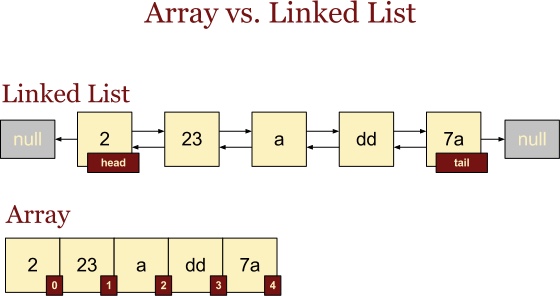 Array vs. Linked List
Linked List
null 2 23 a dd 7a null
head tail
Array
2 23 a dd 7a
0 1 2 3 4